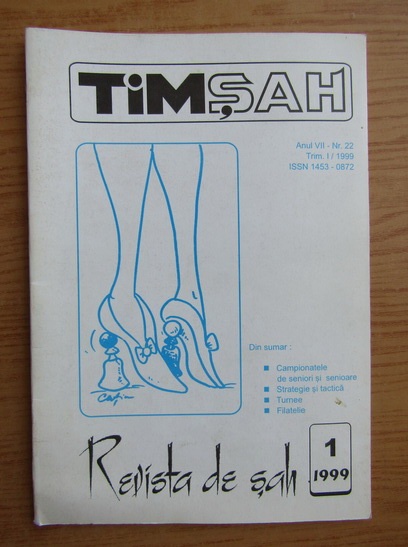 TiMȘAH
Anul VII - Nr. 22
Trim. I / 1999
ISSN 1453 - 0872
Din sumar :
Campionatele
de seniori și senioare
Strategie și tactică
Turnee
Filatelie
Revista de șah
1
1999